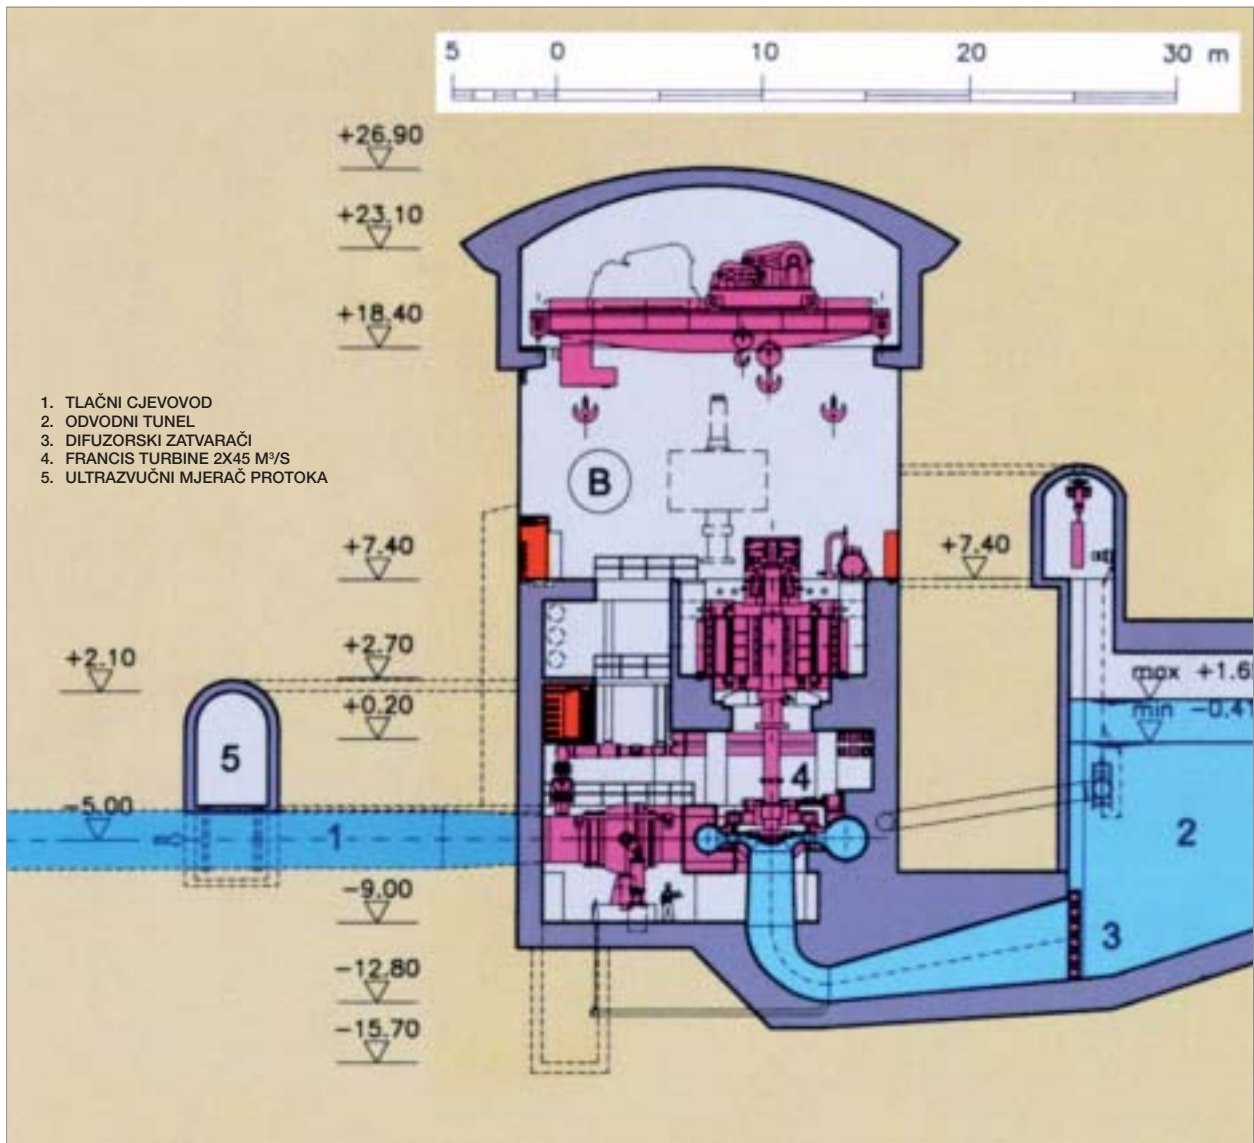 5 0 10 20 30 m
+26.90
+23.10
+18.40
1. TLAČNI CJEVOVOD
2. ODVODNI TUNEL
3. DIFUZORSKI ZATVARAČI
4. FRANCIS TURBINE 2X45 M³/S
5. ULTRAZVUČNI MJERAČ PROTOKA
B
+7.40
+7.40
+2.10
+2.70
+0.20
max +1.6
min -0.41
5
4
-5.00
1
2
-9.00
3
-12.80
-15.70